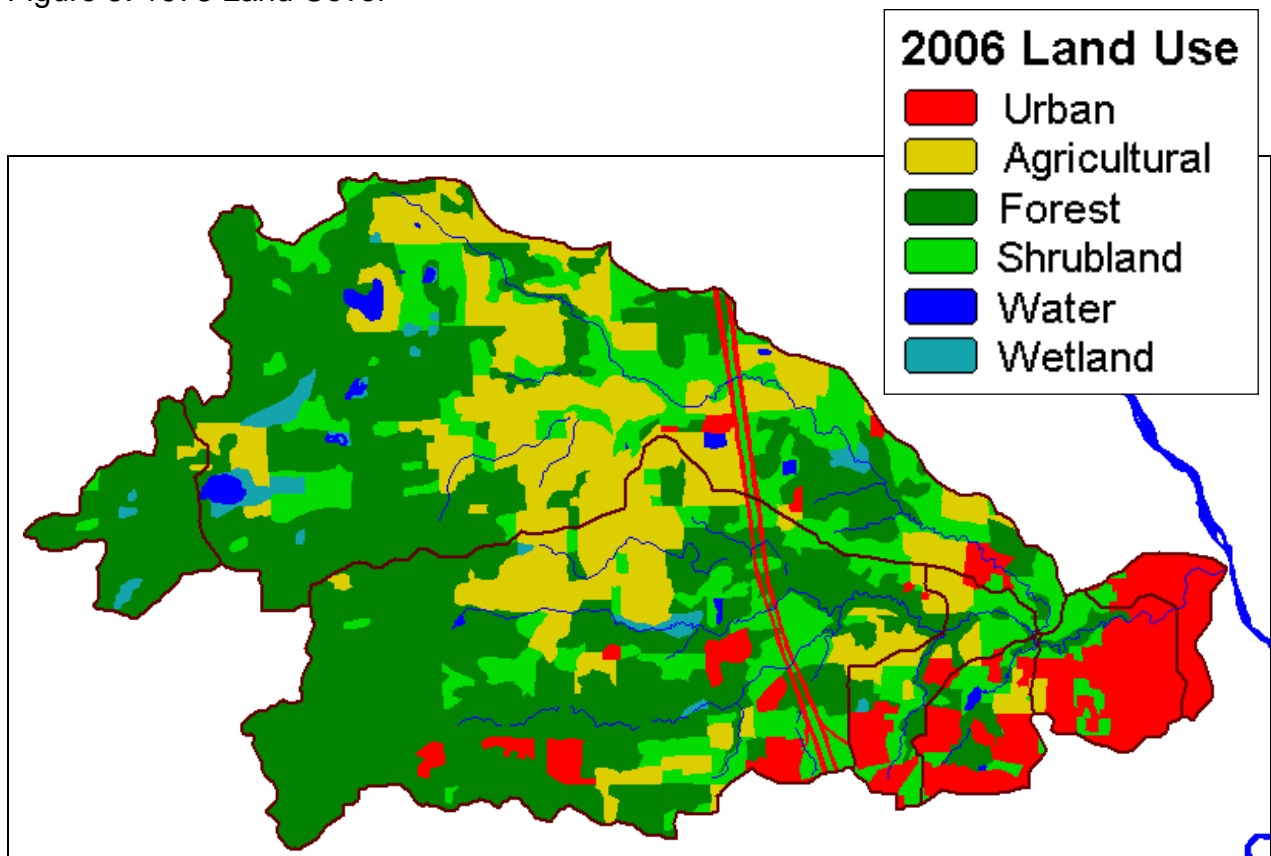 2006 Land Use
Urban
Agricultural
Forest
Shrubland
Water
Wetland